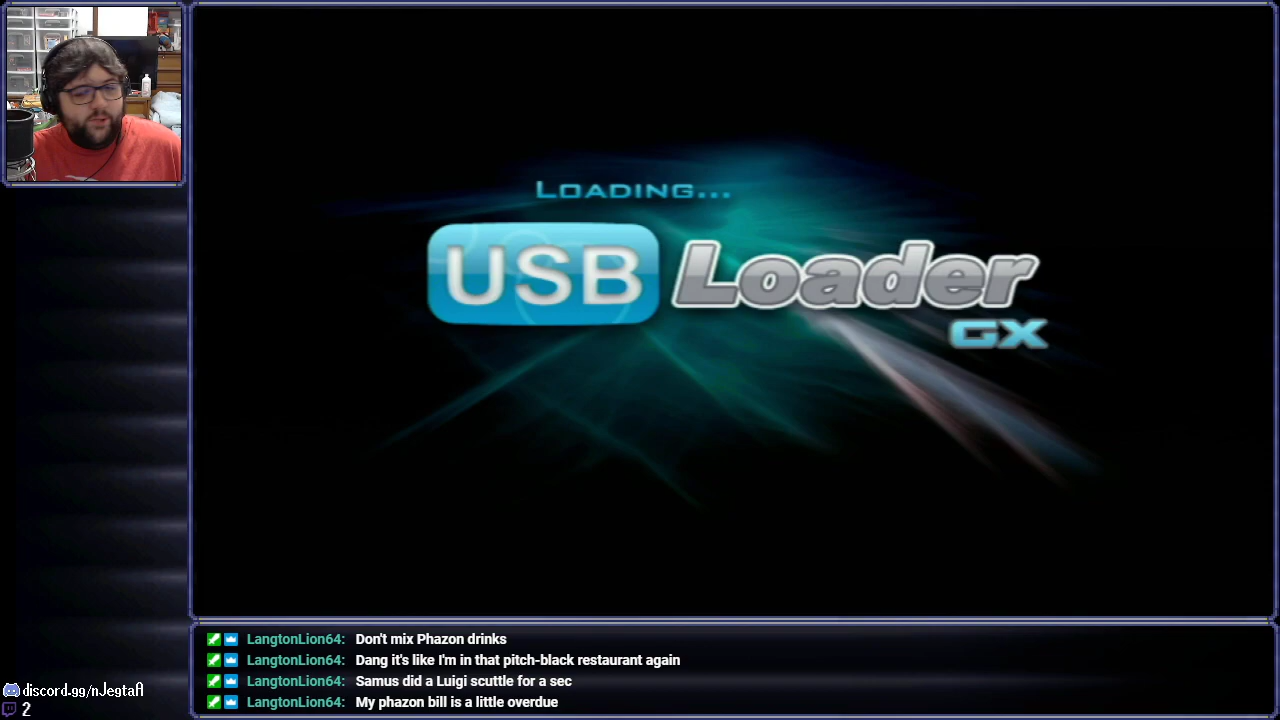 Loading...
USB Loader
GX
LangtonLion64: Don't mix Phazon drinks
LangtonLion64: Dang it's like I'm in that pitch-black restaurant again
LangtonLion64: Samus did a Luigi scuttle for a sec
LangtonLion64: My phazon bill is a little overdue
discord.gg/nJegtaA
2